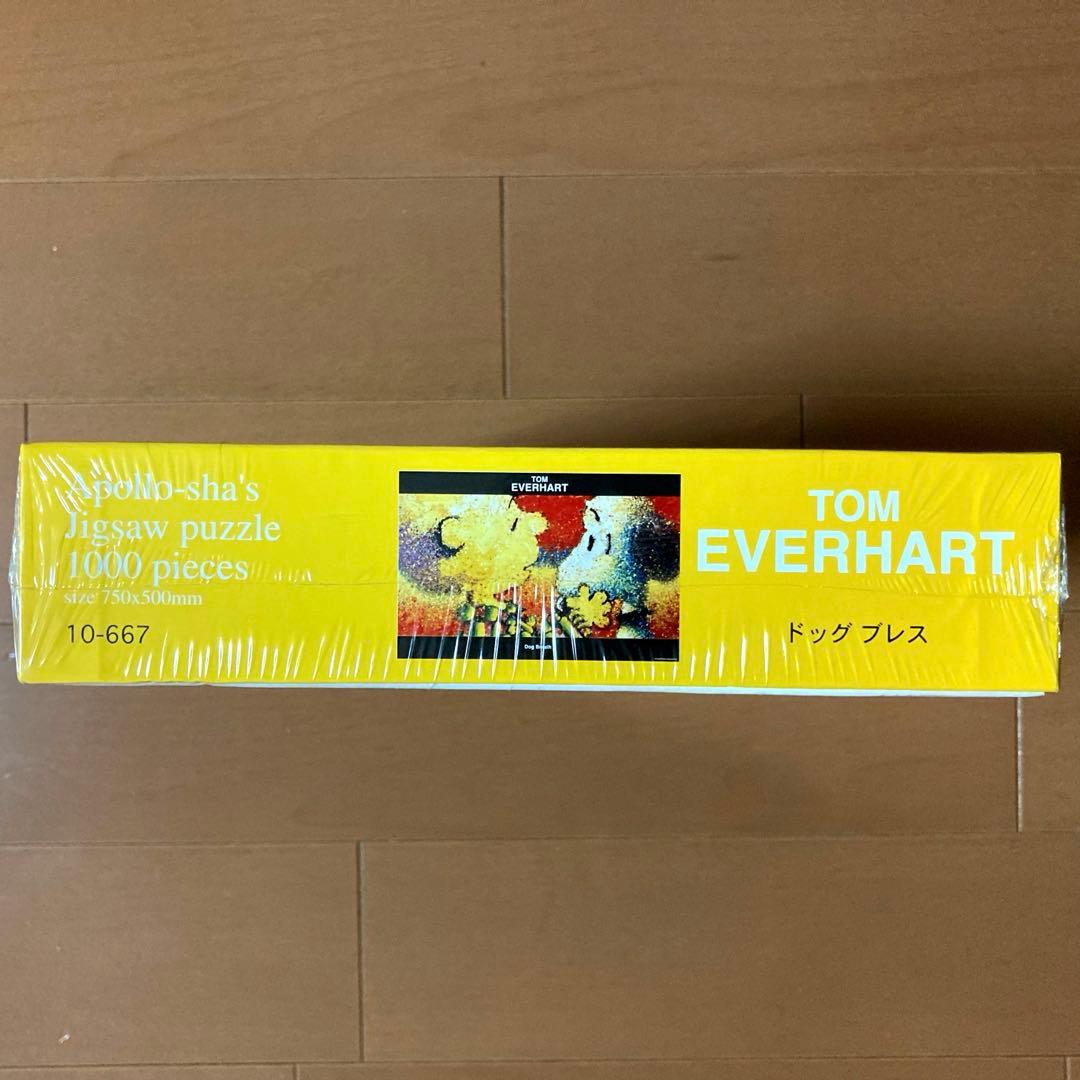 Apollo-sha's
Jigsaw puzzle
1000 pieces
size 750x500mm
10-667
TOM
EVERHART
Dog Breath
TOM
EVERHART
ドッグ ブレス